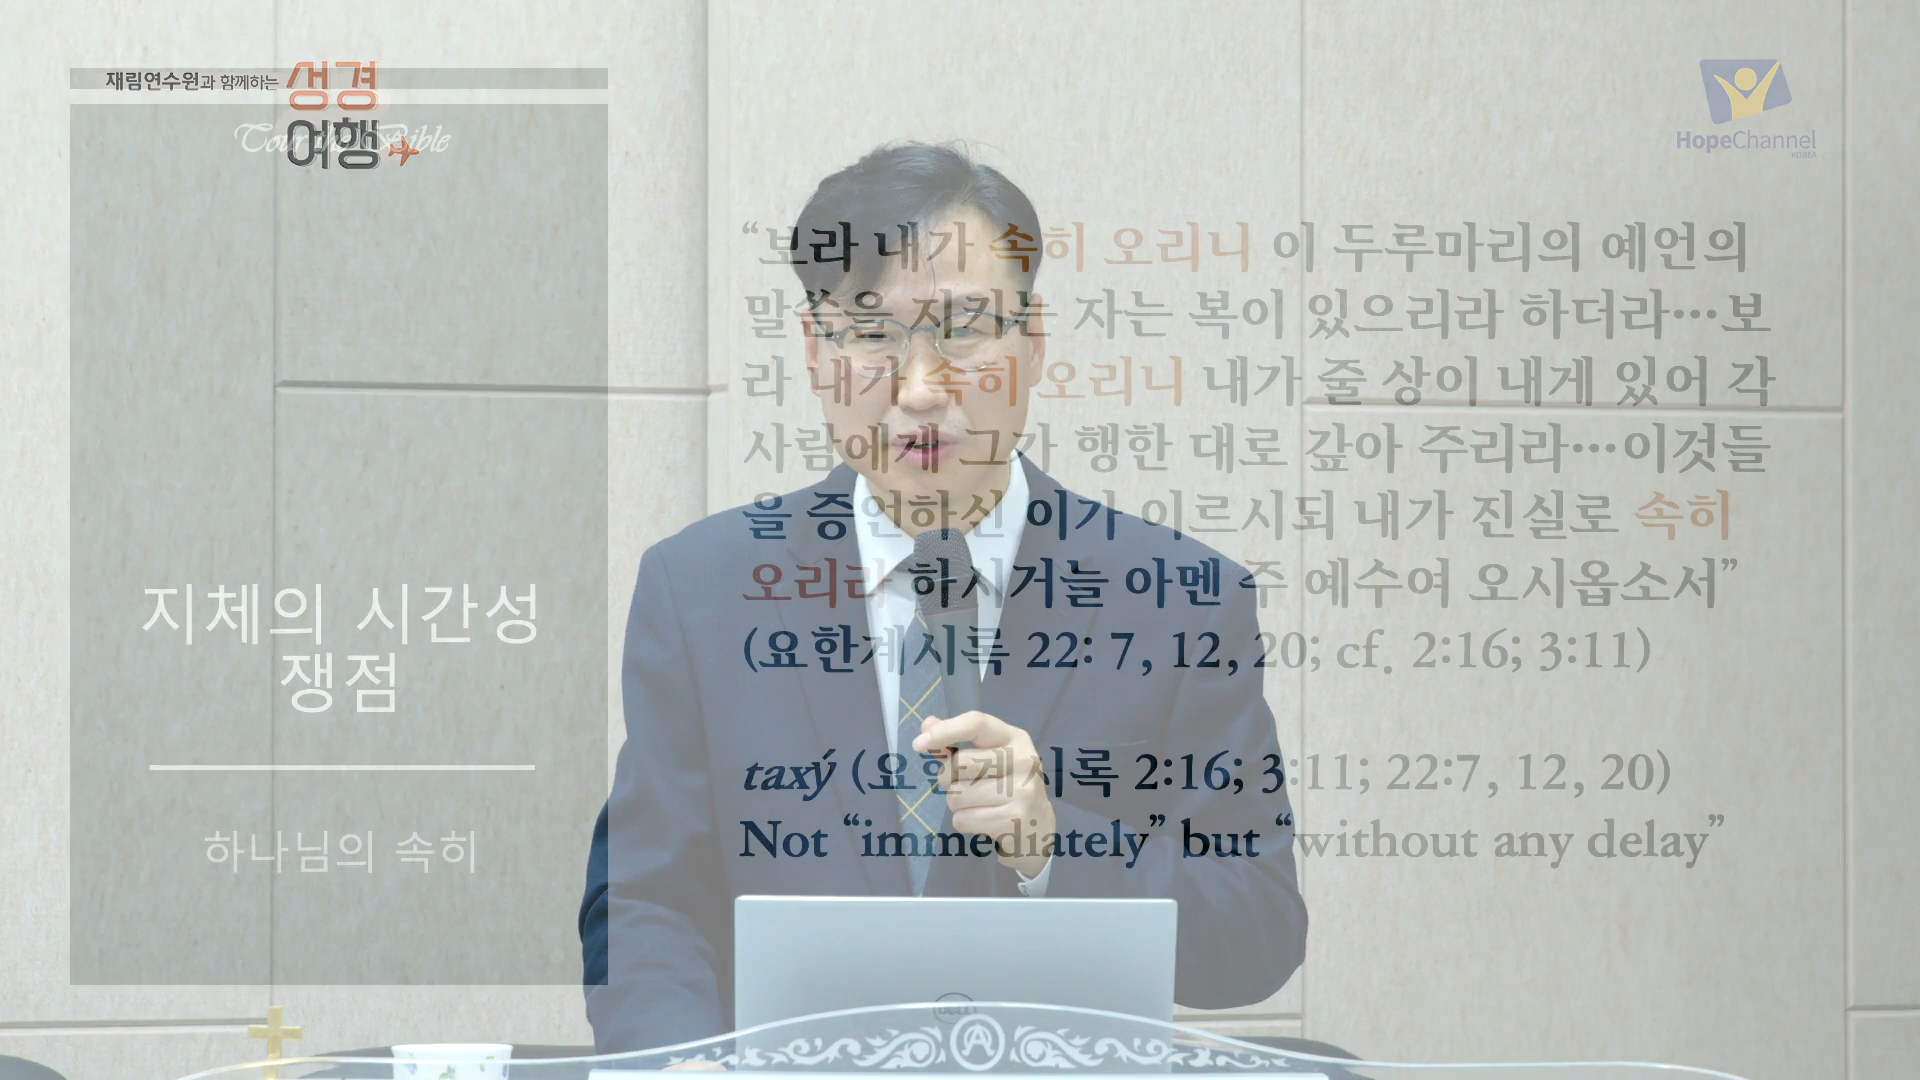 재림연수원과 함께하는
성경
여행
Tour the Bible
HopeChannel
KOREA
지체의 시간성
쟁점
하나님의 속히
“보라 내가 속히 오리니 이 두루마리의 예언의
말씀을 지키는 자는 복이 있으리라 하더라…보
라 내가 속히 오리니 내가 줄 상이 내게 있어 각
사람에게 그가 행한 대로 갚아 주리라…이것들
을 증언하신 이가 이르시되 내가 진실로 속히
오리라 하시거늘 아멘 주 예수여 오시옵소서”
(요한계시록 22: 7, 12, 20; cf. 2:16; 3:11)
taxý (요한계시록 2:16; 3:11; 22:7, 12, 20)
Not “immediately” but “without any delay”
DELL